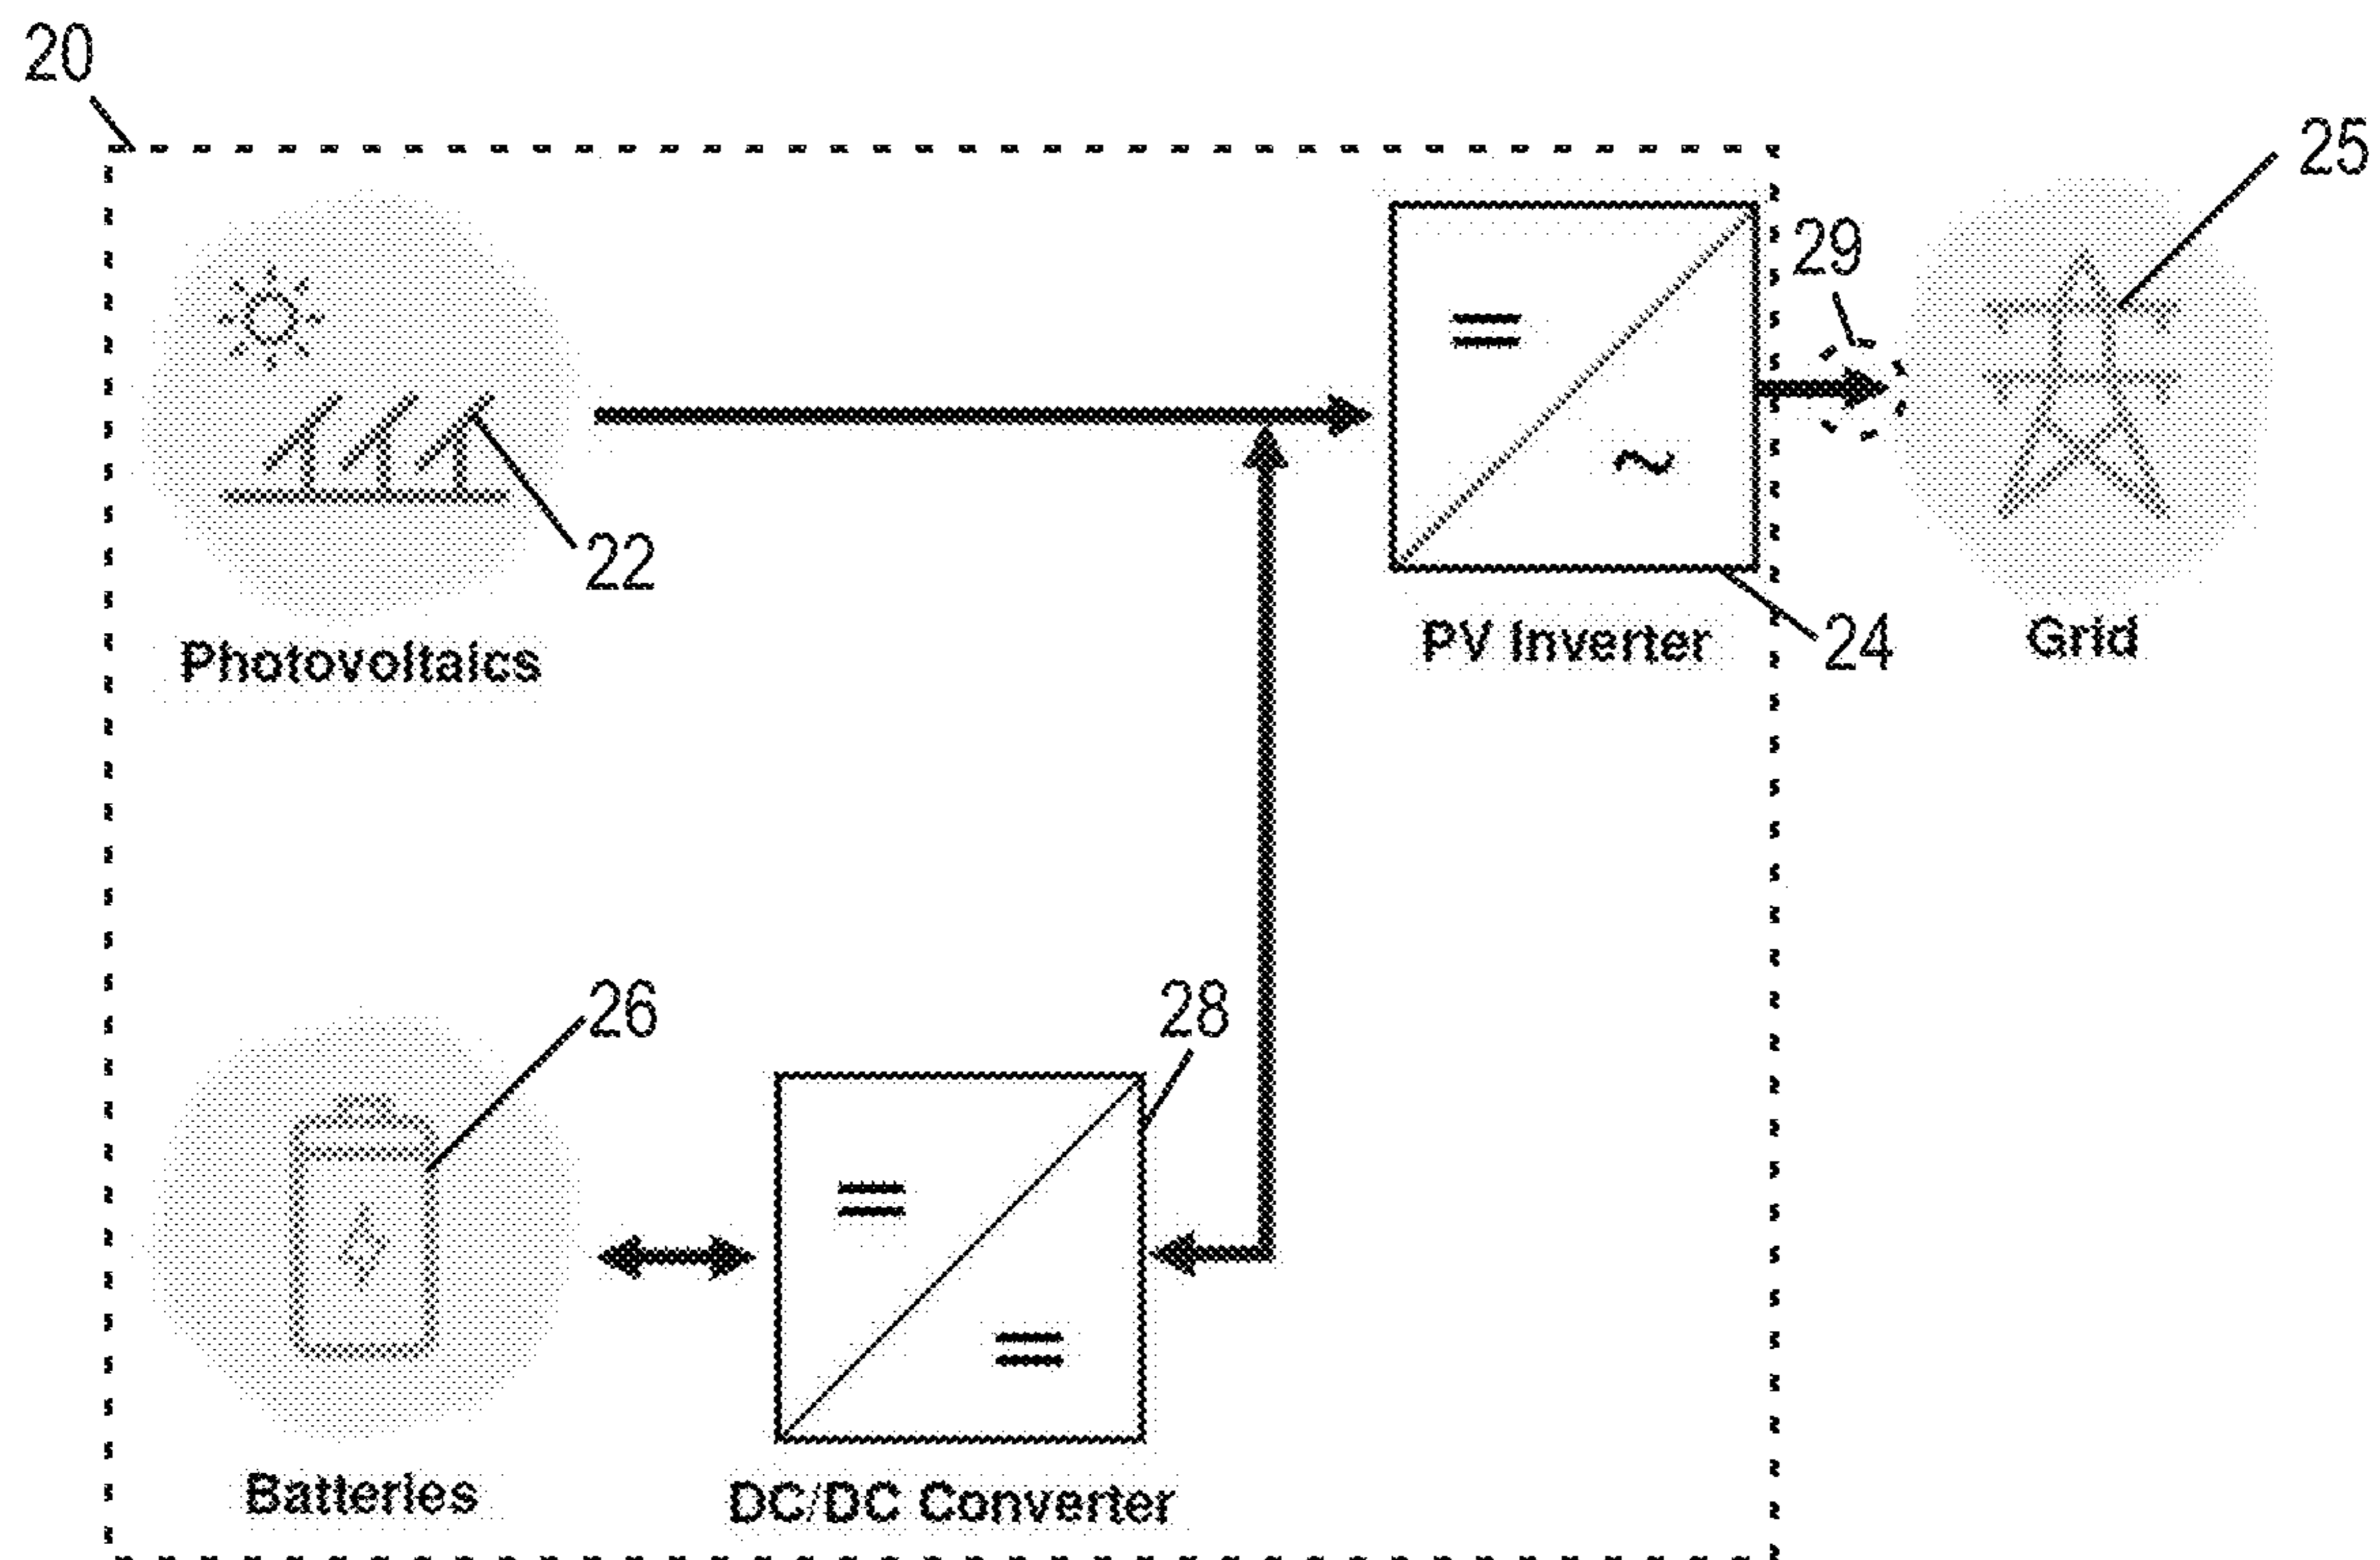 20
25
29
22
Photovoltaics
PV Inverter
24
Grid
26
28
Batteries
DC/DC Converter